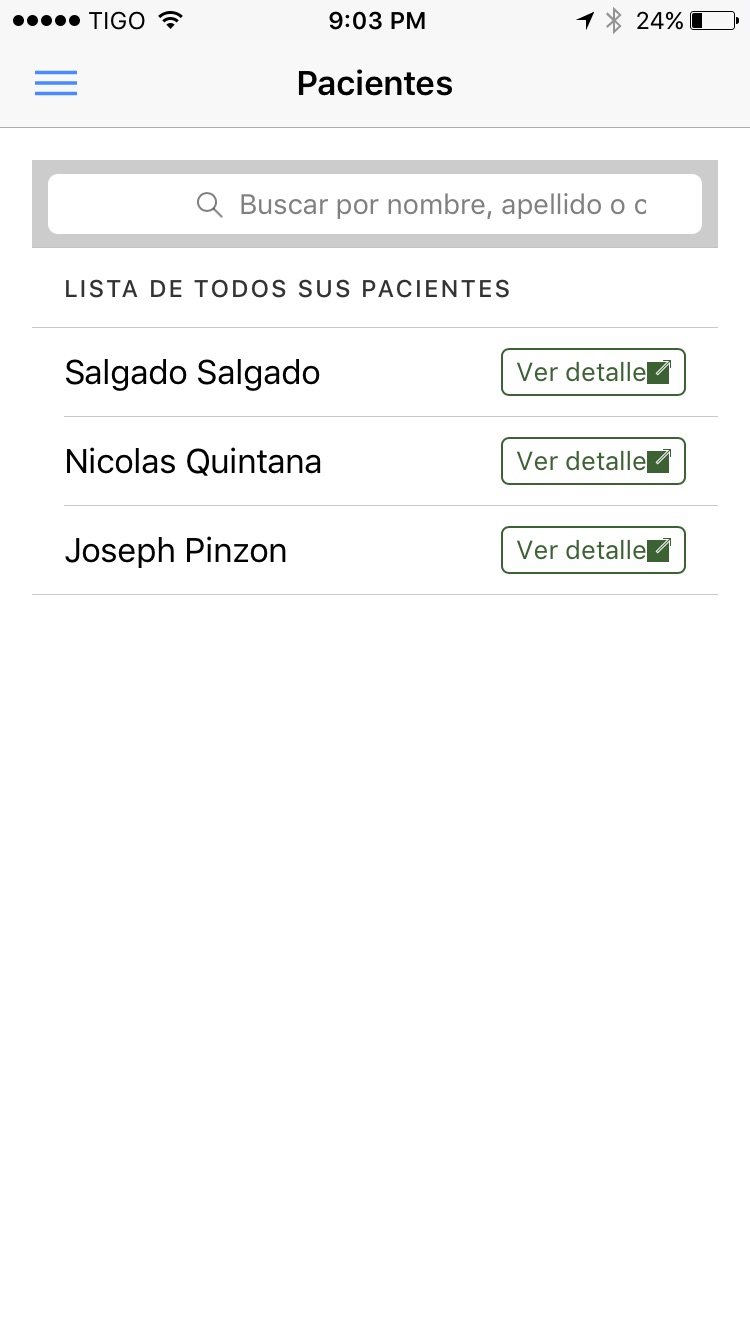 TIGO 9:03 PM 24%
Pacientes
Buscar por nombre, apellido o c
LISTA DE TODOS SUS PACIENTES
Salgado Salgado Ver detalle
Nicolas Quintana Ver detalle
Joseph Pinzon Ver detalle